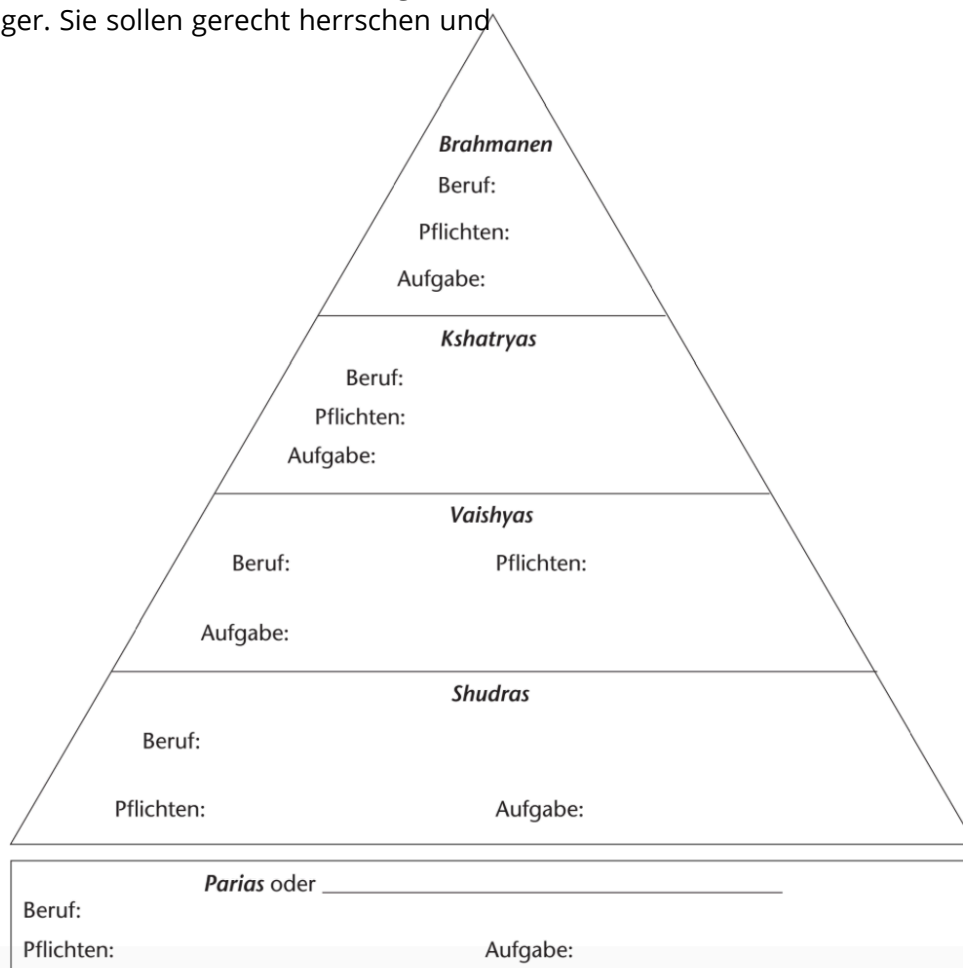 ger. Sie sollen gerecht herrschen und
Brahmanen
Beruf:
Pflichten:
Aufgabe:
Kshatryas
Beruf:
Pflichten:
Aufgabe:
Vaishyas
Beruf: Pflichten:
Aufgabe:
Shudras
Beruf:
Pflichten: Aufgabe:
Parias oder
Beruf:
Pflichten: Aufgabe: